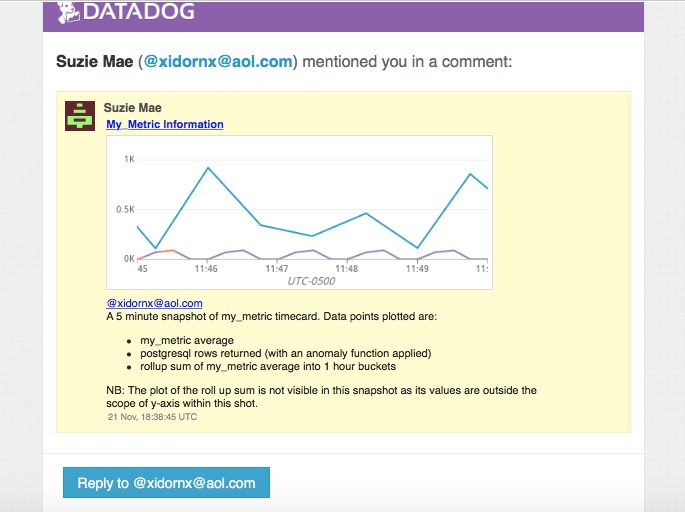 DATADOG
Suzie Mae (@xidornx@aol.com) mentioned you in a comment:
Suzie Mae
My_Metric Information
1K
0.5K
0K
45 11:46 11:47 11:48 11:49 11:
UTC-0500
@xidornx@aol.com
A 5 minute snapshot of my_metric timecard. Data points plotted are:
• my_metric average
• postgresql rows returned (with an anomaly function applied)
• rollup sum of my_metric average into 1 hour buckets
NB: The plot of the roll up sum is not visible in this snapshot as its values are outside the
scope of y-axis within this shot.
21 Nov, 18:38:45 UTC
Reply to @xidornx@aol.com